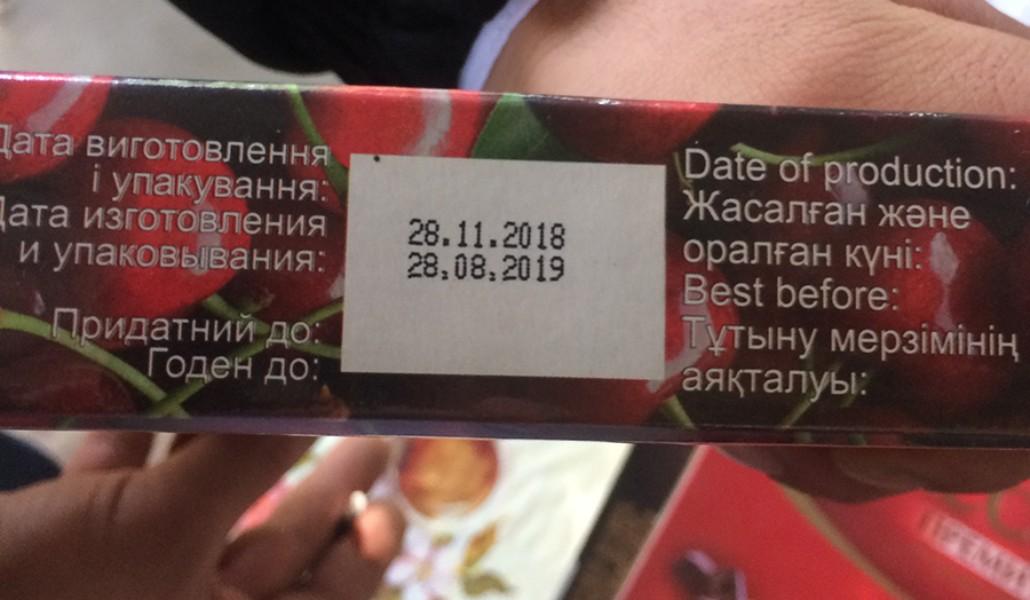 Дата виготовлення
і упакування:
Дата изготовления
и упаковывания:
Придатний до:
Годен до:
28.11.2018
28.08.2019
Date of production:
Жасалған және
оралған күні:
Best before:
Тұтыну мерзімінің
аяқталуы: